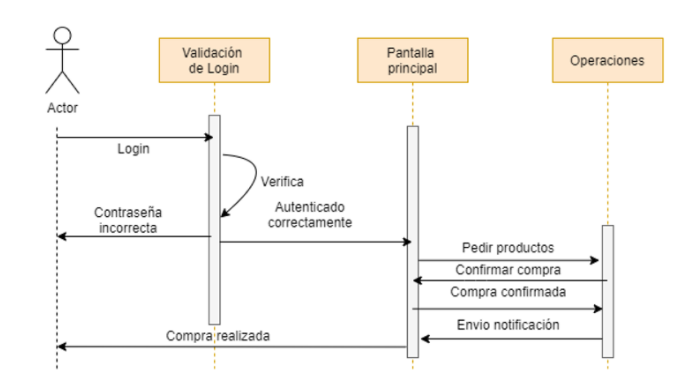 Validación
de Login
Pantalla
principal
Operaciones
Actor
Login
Verifica
Contraseña
incorrecta
Autenticado
correctamente
Pedir productos
Confirmar compra
Compra confirmada
Envio notificación
Compra realizada